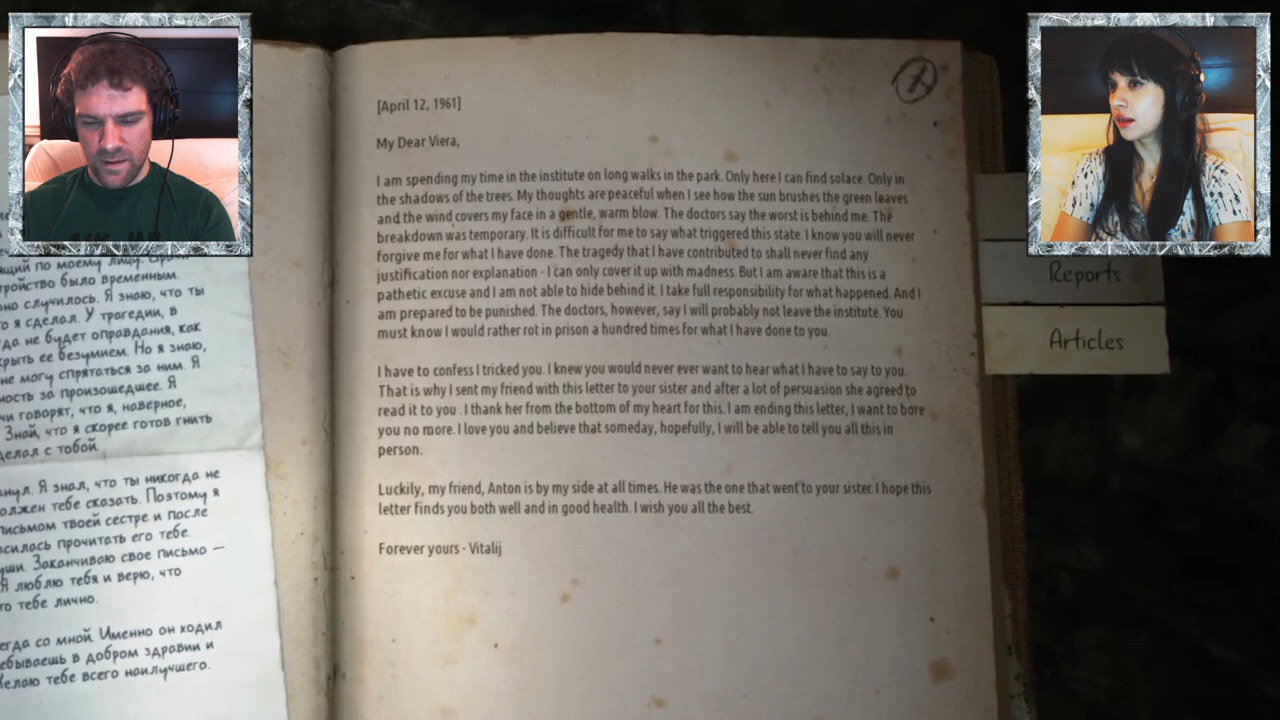 [April 12, 1961]
My Dear Viera,
I am spending my time in the institute on long walks in the park. Only here I can find solace. Only in
the shadows of the trees. My thoughts are peaceful when I see how the sun brushes the green leaves
and the wind covers my face in a gentle, warm blow. The doctors say the worst is behind me. The
breakdown was temporary. It is difficult for me to say what triggered this state. I know you will never
forgive me for what I have done. The tragedy that I have contributed to shall never find any
justification nor explanation - I can only cover it up with madness. But I am aware that this is a
pathetic excuse and I am not able to hide behind it. I take full responsibility for what happened. And I
am prepared to be punished. The doctors, however, say I will probably not leave the institute. You
must know I would rather rot in prison a hundred times for what I have done to you.
I have to confess I tricked you. I knew you would never ever want to hear what I have to say to you.
That is why I sent my friend with this letter to your sister and after a lot of persuasion she agreed to
read it to you . I thank her from the bottom of my heart for this. I am ending this letter, I want to bore
you no more. I love you and believe that someday, hopefully, I will be able to tell you all this in
person.
Luckily, my friend, Anton is by my side at all times. He was the one that went to your sister. I hope this
letter finds you both well and in good health. I wish you all the best.
Forever yours - Vitalij
Reports
Articles
по моему лицу.
было временным.
случилось. Я знаю, что ты
я сделал. У трагедии, в
не будет оправдания, как
ее безумием. Но я знаю,
не могу спрятаться за ним. Я
за произошедшее. Я
говорят, что я, наверное,
Знай, что я скорее готов гнить
с тобой.
Я знал, что ты никогда не
тебе сказать. Поэтому я
письмом твоей сестре и после
прочитать его тебе.
Заканчиваю свое письмо —
Я люблю тебя и верю, что
тебе лично.
со мной. Именно он ходил
в добром здравии и
тебе всего наилучшего.